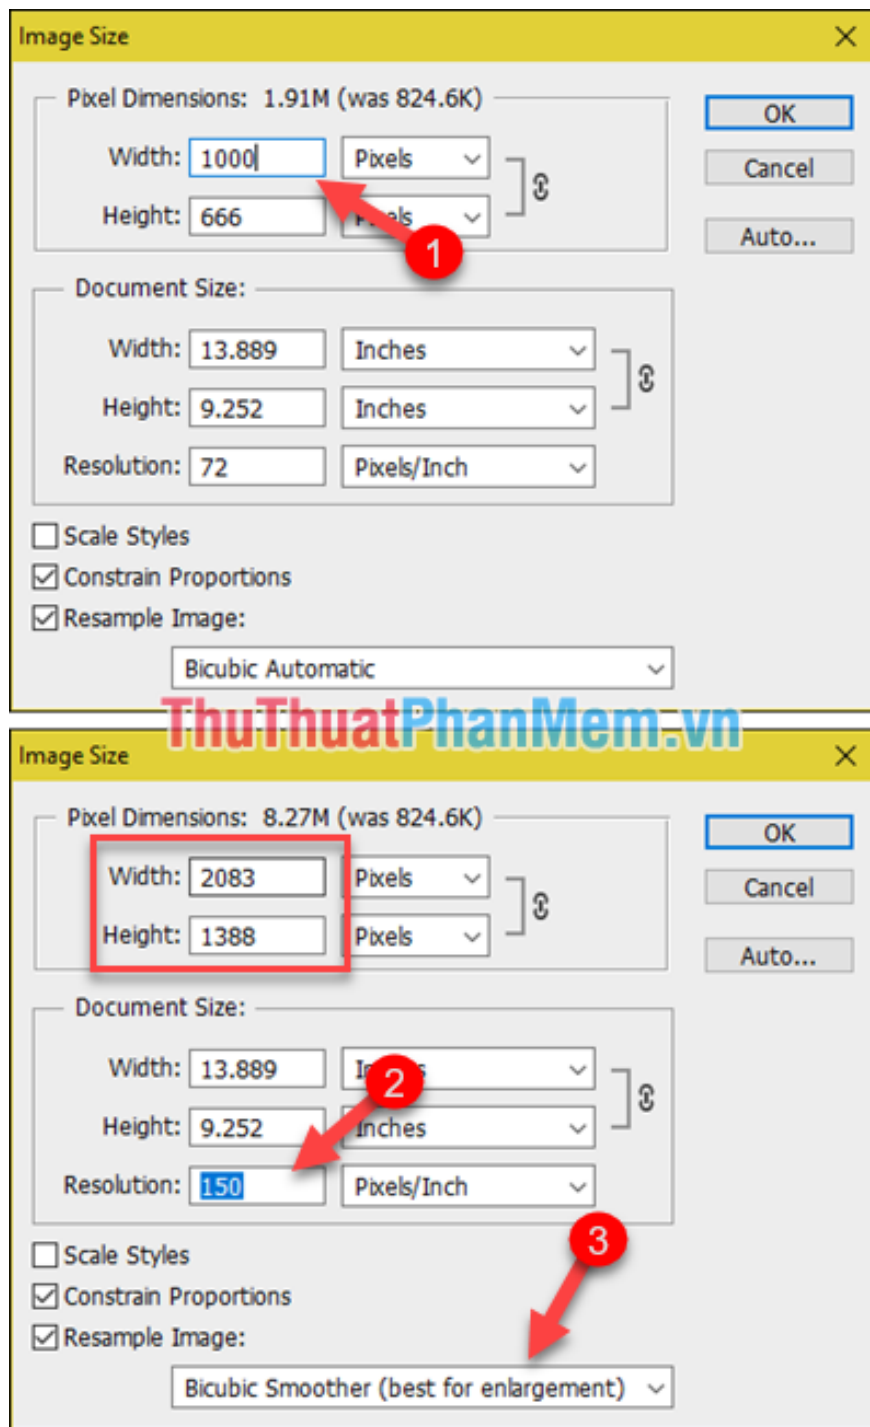 Image Size
Pixel Dimensions: 1.91M (was 824.6K)
OK
Width: 1000 Pixels
Cancel
Height: 666
1
Auto...
Document Size:
Width: 13.889 Inches
Height: 9.252 Inches
Resolution: 72 Pixels/Inch
Scale Styles
Constrain Proportions
Resample Image:
Bicubic Automatic
ThuThuatPhanMem.vn
Image Size
Pixel Dimensions: 8.27M (was 824.6K)
OK
Width: 2083 Pixels
Cancel
Height: 1388 Pixels
Auto...
Document Size:
Width: 13.889
2
Height: 9.252 Inches
Resolution: 150 Pixels/Inch
3
Scale Styles
Constrain Proportions
Resample Image:
Bicubic Smoother (best for enlargement)